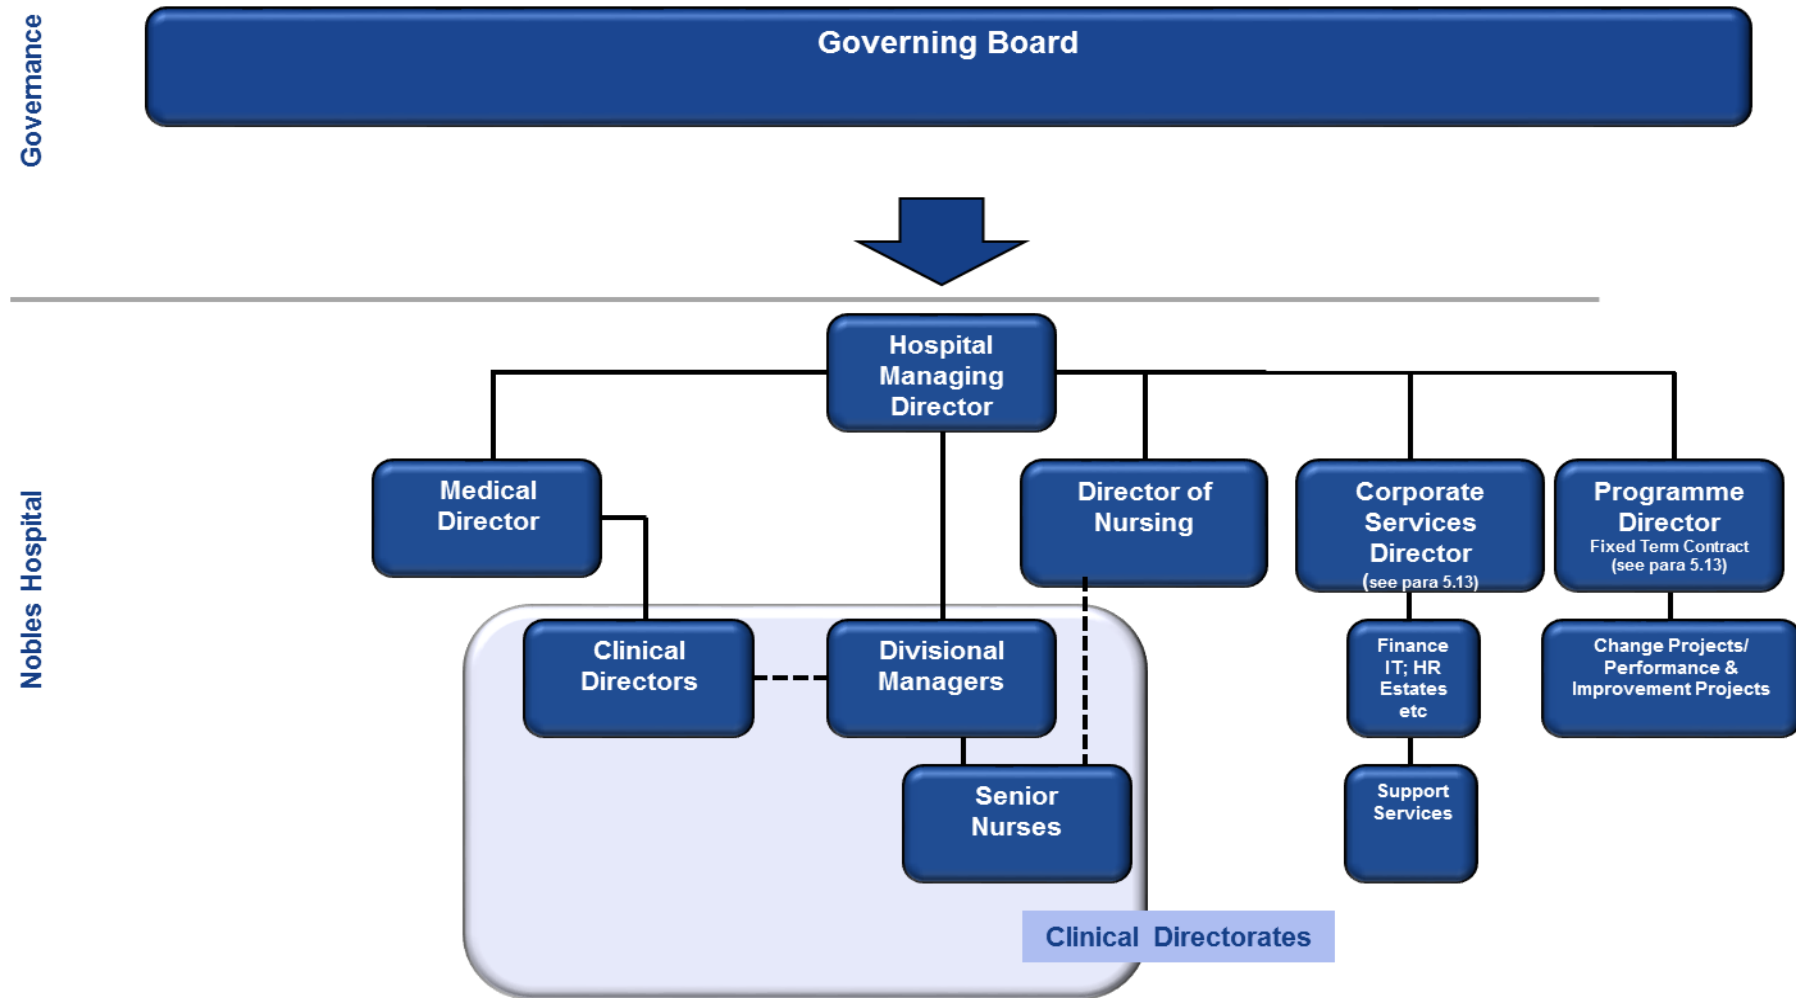 Governance
Governing Board
Nobles Hospital
Hospital
Managing
Director
Medical
Director
Director of
Nursing
Corporate
Services
Director
(see para 5.13)
Programme
Director
Fixed Term Contract
(see para 5.13)
Clinical
Directors
Divisional
Managers
Finance
IT; HR
Estates
etc
Change Projects/
Performance &
Improvement Projects
Senior
Nurses
Support
Services
Clinical Directorates